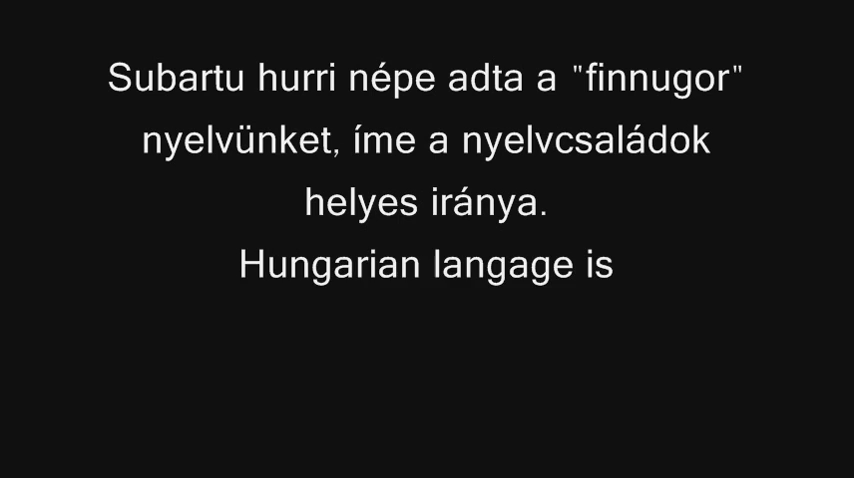 Subartu hurri népe adta a "finnugor"
nyelvünket, íme a nyelvcsaládok
helyes iránya.
Hungarian langage is